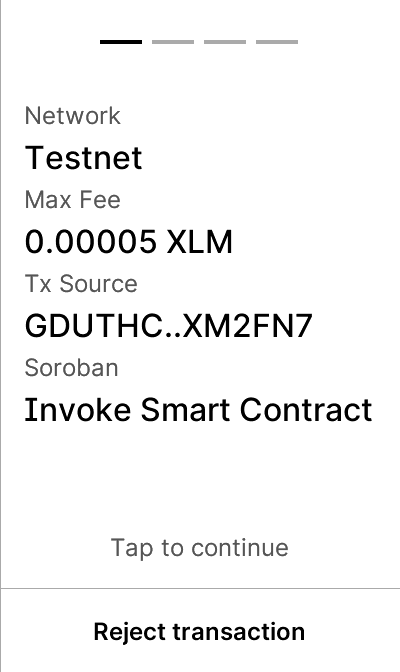 Network
Testnet
Max Fee
0.00005 XLM
Tx Source
GDUTHC..XM2FN7
Soroban
Invoke Smart Contract
Tap to continue
Reject transaction